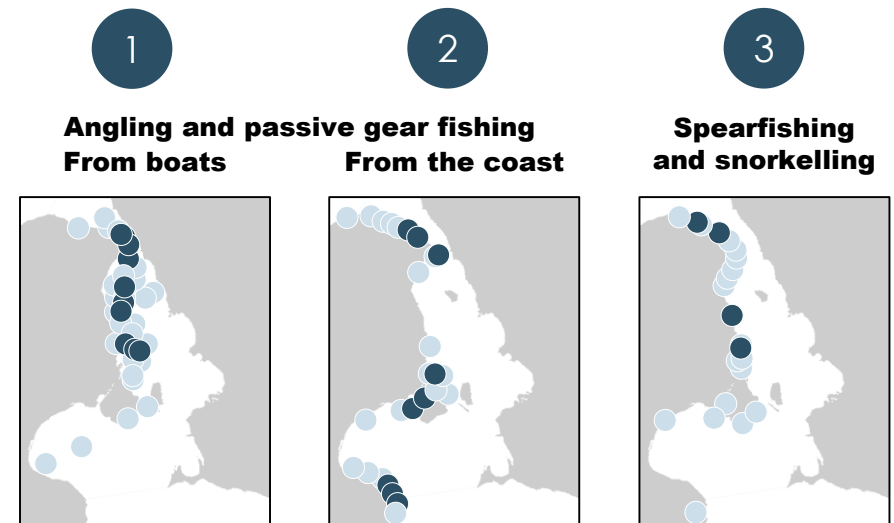 1
2
3
Angling and passive gear fishing
From boats
From the coast
Spearfishing
and snorkelling